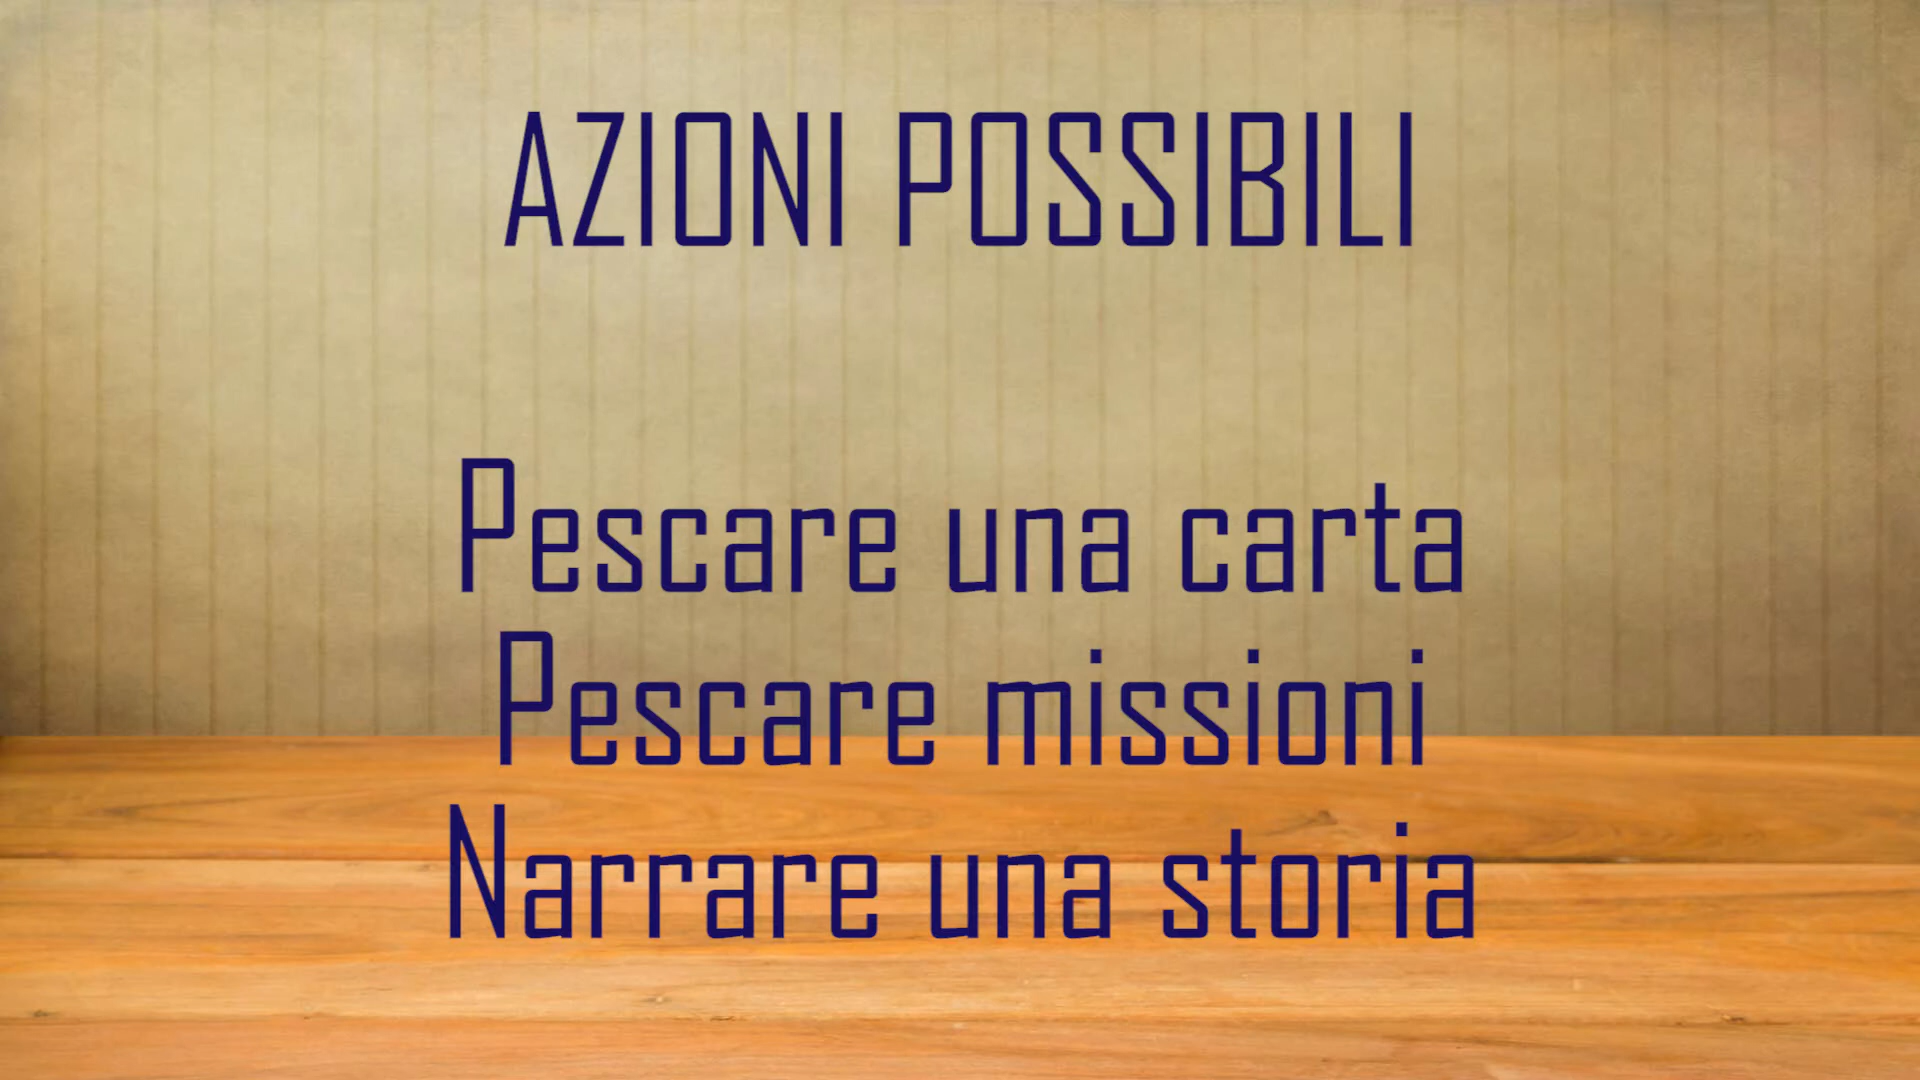 AZIONI POSSIBILI
Pescare una carta
Pescare missioni
Narrare una storia